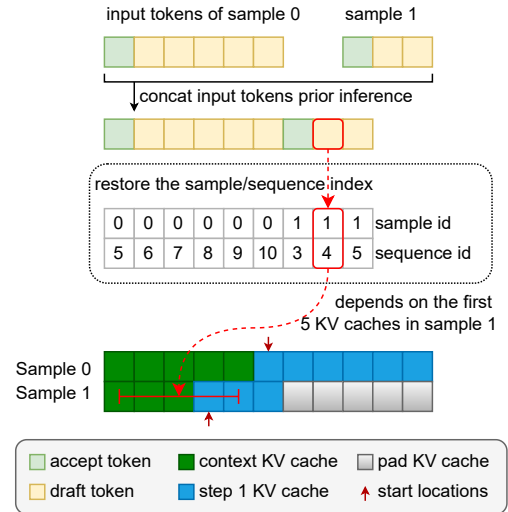 input tokens of sample 0
sample 1
concat input tokens prior inference
restore the sample/sequence index
0 0 0 0 0 0 1 1 1 sample id
5 6 7 8 9 10 3 4 5 sequence id
depends on the first
5 KV caches in sample 1
Sample 0
Sample 1
accept token
context KV cache
pad KV cache
draft token
step 1 KV cache
start locations